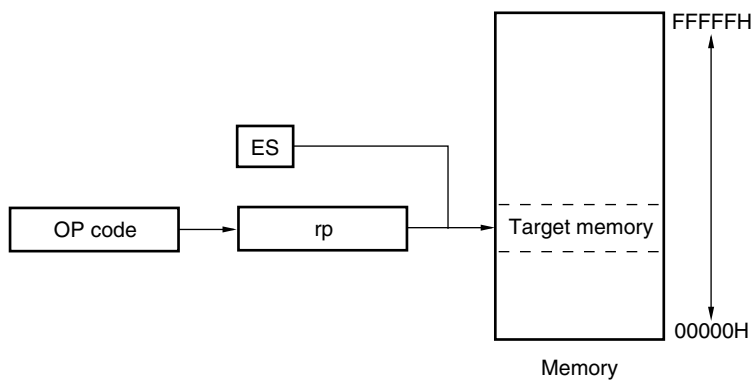 FFFFFH
ES
OP code
rp
Target memory
00000H
Memory